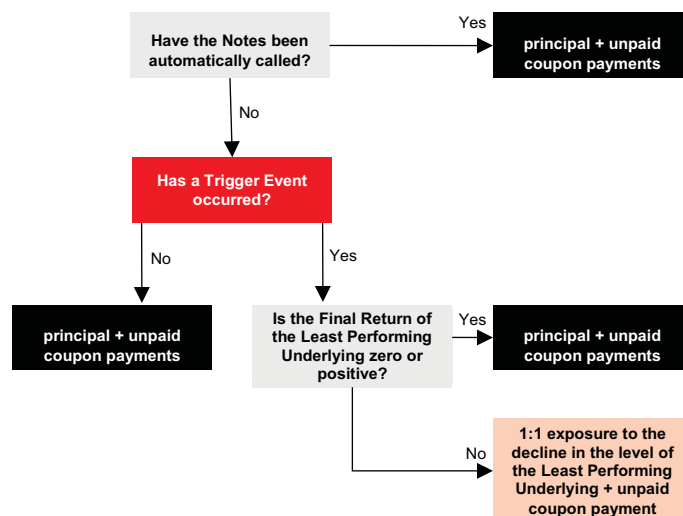 Have the Notes been
automatically called?
Yes
principal + unpaid
coupon payments
No
Has a Trigger Event
occurred?
No
Yes
principal + unpaid
coupon payments
Is the Final Return of
the Least Performing
Underlying zero or
positive?
Yes
principal + unpaid
coupon payments
No
1:1 exposure to the
decline in the level of
the Least Performing
Underlying + unpaid
coupon payment